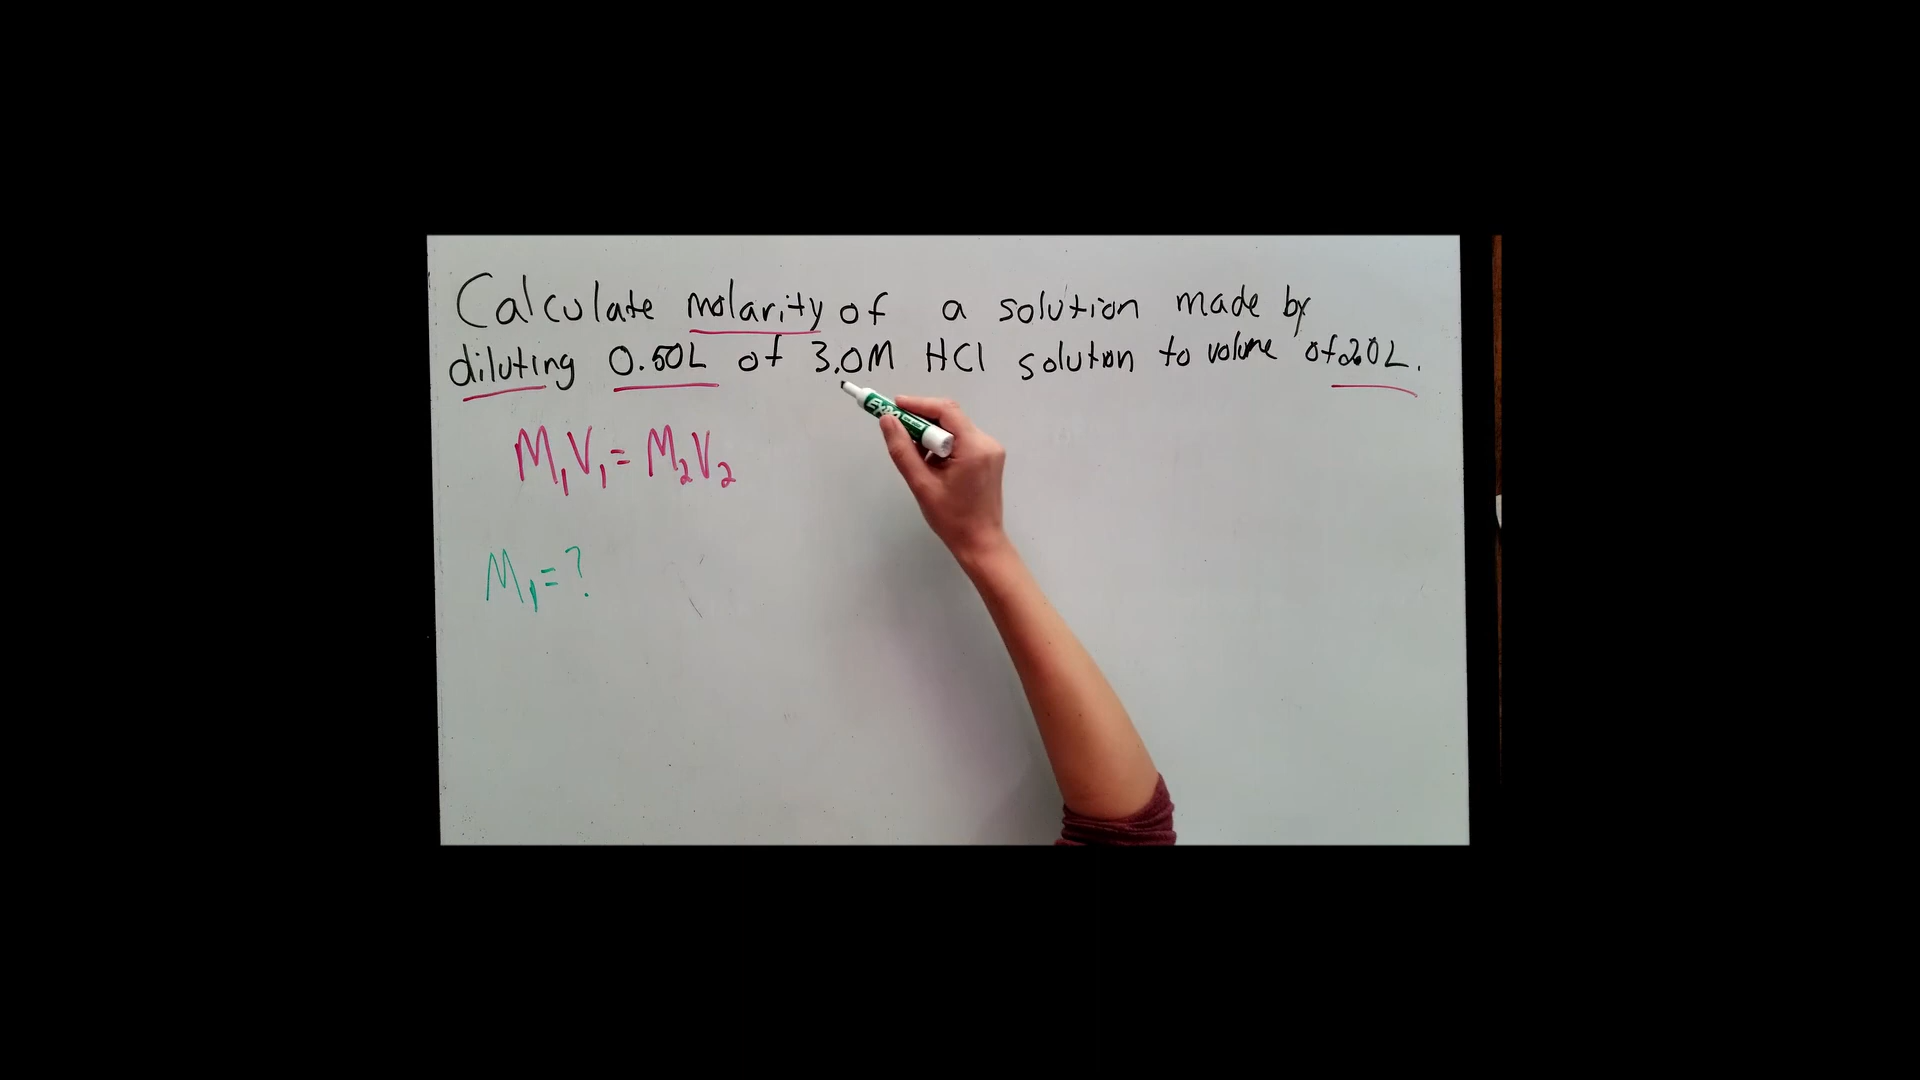 Calculate molarity of a solution made by
diluting 0.50L of 3.0M HCl solution to volume of 2.0L.
M₁V₁ = M₂V₂
M₁ = ?
EXPO